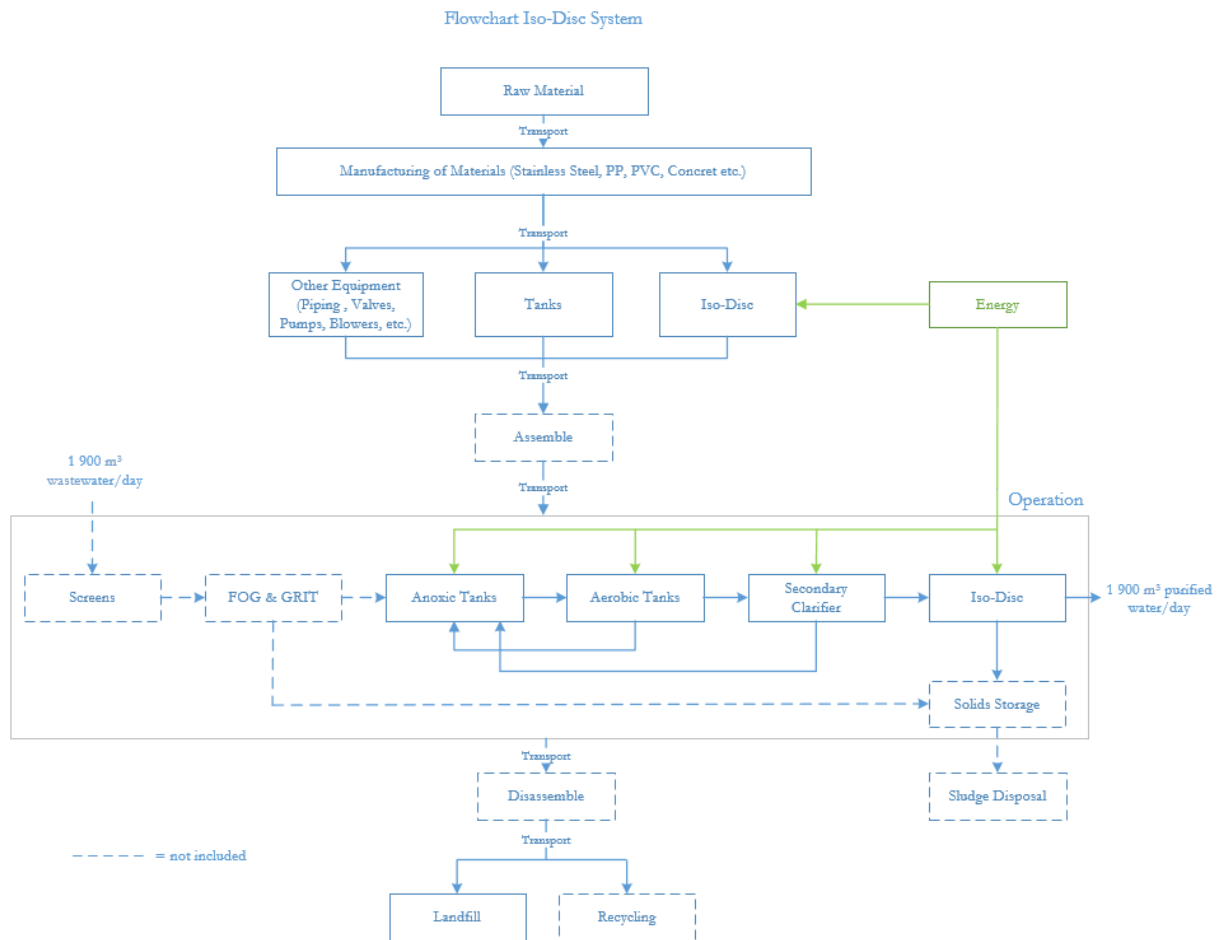 Flowchart Iso-Disc System
Raw Material
Transport
Manufacturing of Materials (Stainless Steel, PP, PVC, Concret etc.)
Transport
Other Equipment
(Piping , Valves,
Pumps, Blowers, etc.)
Tanks
Iso-Disc
Energy
Transport
Assemble
1 900 m³
wastewater/day
Transport
Operation
Screens
FOG & GRIT
Anoxic Tanks
Aerobic Tanks
Secondary
Clarifier
Iso-Disc
1 900 m³ purified
water/day
Solids Storage
Transport
Disassemble
Sludge Disposal
Transport
= not included
Landfill
Recycling